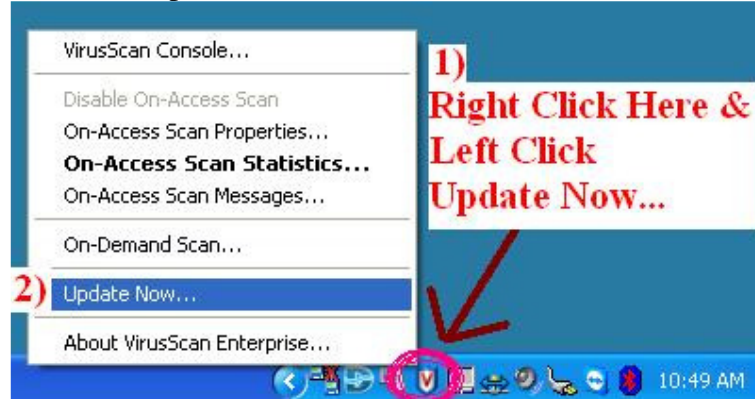 VirusScan Console...
Disable On-Access Scan
On-Access Scan Properties...
On-Access Scan Statistics...
On-Access Scan Messages...
On-Demand Scan...
2) Update Now...
About VirusScan Enterprise...
1)
Right Click Here &
Left Click
Update Now...
V
10:49 AM